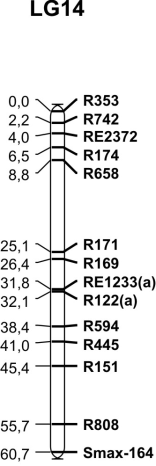 LG14
0,0 R353
2,2 R742
4,0 RE2372
6,5 R174
8,8 R658
25,1 R171
26,4 R169
31,8 RE1233(a)
32,1 R122(a)
38,4 R594
41,0 R445
45,4 R151
55,7 R808
60,7 Smax-164